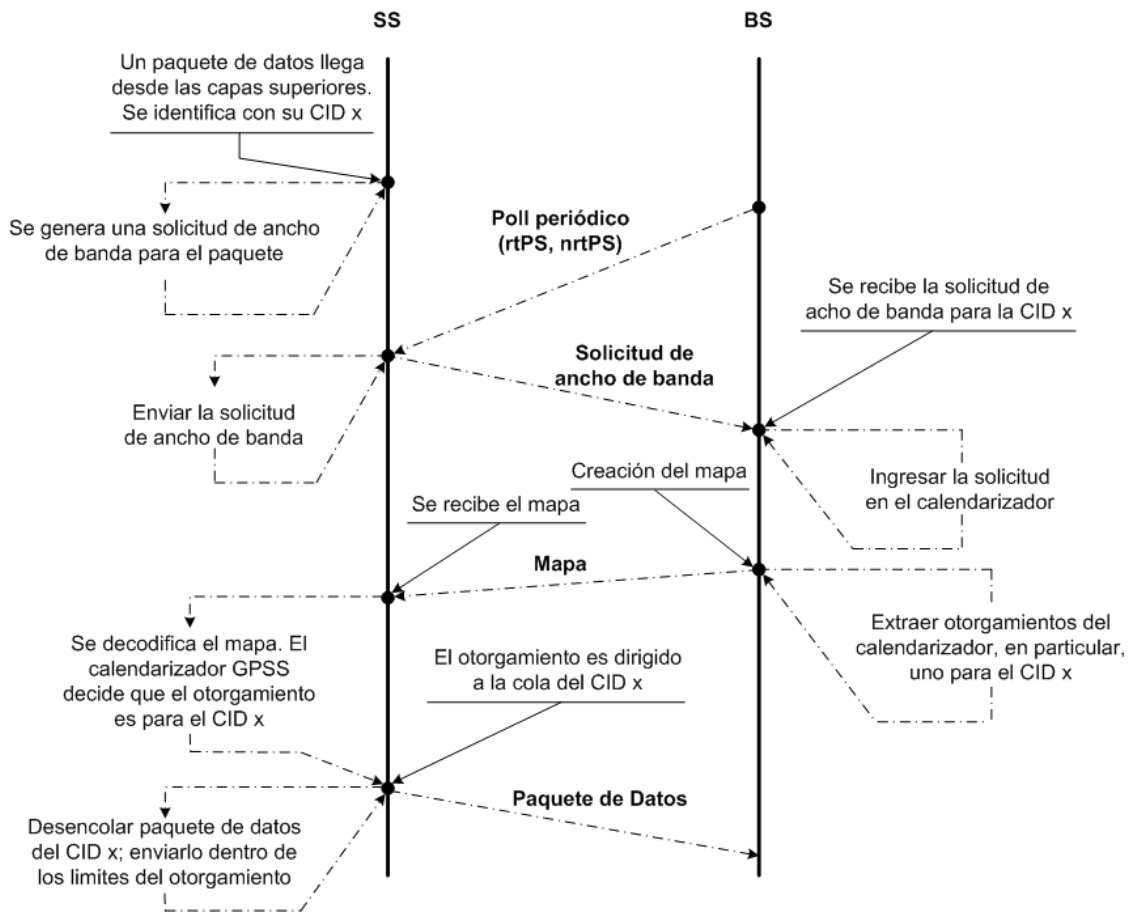 SS
BS
Un paquete de datos llega
desde las capas superiores.
Se identifica con su CID x
Se genera una solicitud de ancho
de banda para el paquete
Poll periódico
(rtPS, nrtPS)
Se recibe la solicitud de
acho de banda para la CID x
Solicitud de
ancho de banda
Enviar la solicitud
de ancho de banda
Ingresar la solicitud
en el calendarizador
Creación del mapa
Se recibe el mapa
Mapa
Extraer otorgamientos del
calendarizador, en particular,
uno para el CID x
Se decodifica el mapa. El
calendarizador GPSS
decide que el otorgamiento
es para el CID x
El otorgamiento es dirigido
a la cola del CID x
Paquete de Datos
Desencolar paquete de datos
del CID x; enviarlo dentro de
los limites del otorgamiento